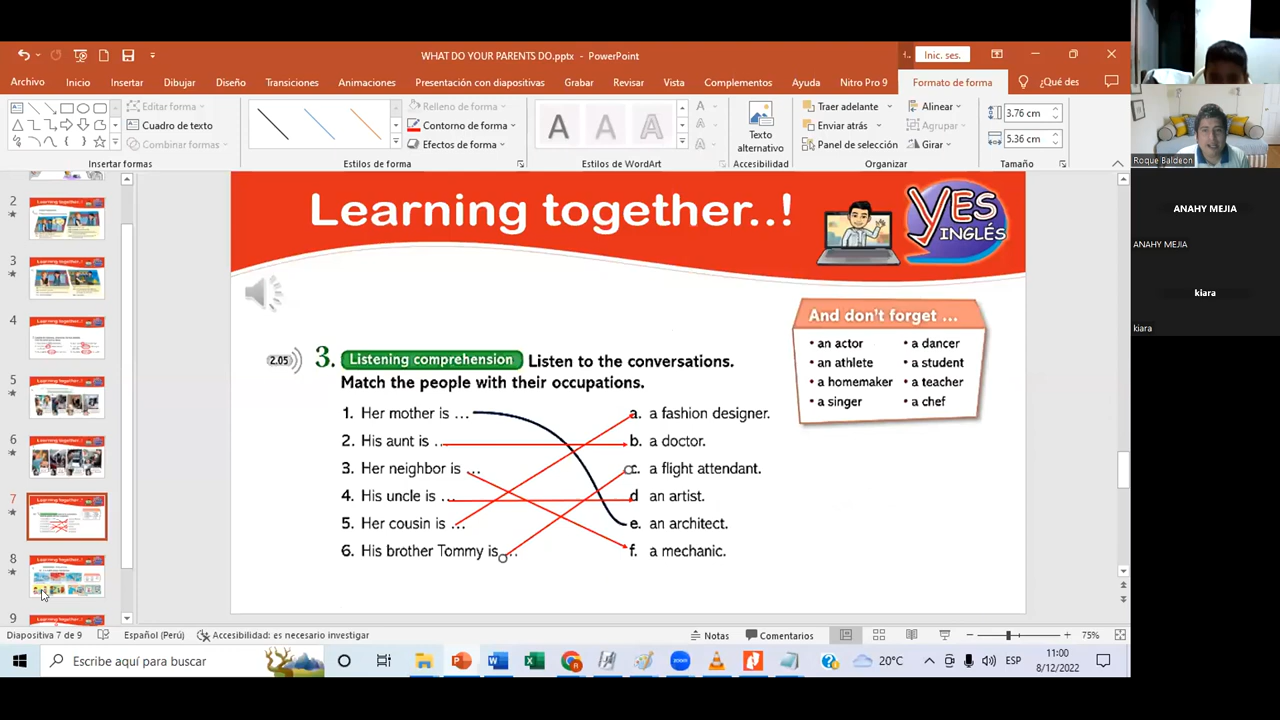 WHAT DO YOUR PARENTS DO.pptx - PowerPoint
H..
Inic. ses.
Archivo Inicio Insertar Dibujar Diseño Transiciones Animaciones Presentación con diapositivas Grabar Revisar Vista Complementos Ayuda Nitro Pro 9 Formato de forma ¿Qué des
Editar forma
Cuadro de texto
Combinar formas
Insertar formas
Relleno de forma
Contorno de forma
Efectos de forma
Estilos de forma
A A A
Estilos de WordArt
Texto alternativo
Accesibilidad
Traer adelante
Enviar atrás
Panel de selección
Alinear
Agrupar
Girar
Organizar
3.76 cm
5.36 cm
Tamaño
2
3
4
5
6
7
8
9
Learning together..!
YES
INGLÉS
2.05
3. Listening comprehension Listen to the conversations.
Match the people with their occupations.
1. Her mother is ...
2. His aunt is ..
3. Her neighbor is ...
4. His uncle is ...
5. Her cousin is ...
6. His brother Tommy is ...
a. a fashion designer.
b. a doctor.
c. a flight attendant.
d an artist.
e. an architect.
f. a mechanic.
And don't forget ...
• an actor
• an athlete
• a homemaker
• a singer
• a dancer
• a student
• a teacher
• a chef
Roque Baldeon
ANAHY MEJIA
ANAHY MEJIA
kiara
kiara
Diapositiva 7 de 9 Español (Perú) Accesibilidad: es necesario investigar Notas Comentarios 75%
Escribe aquí para buscar
zoom
20°C
ESP
11:00
8/12/2022